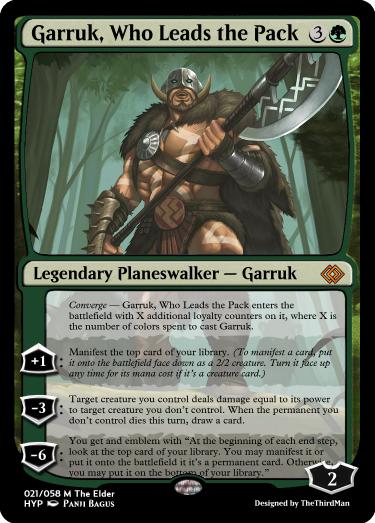 Garruk, Who Leads the Pack 3
Legendary Planeswalker — Garruk
Converge — Garruk, Who Leads the Pack enters the
battlefield with X additional loyalty counters on it, where X is
the number of colors spent to cast Garruk.
+1: Manifest the top card of your library. (To manifest a card, put
it onto the battlefield face down as a 2/2 creature. Turn it face up
any time for its mana cost if it's a creature card.)
-3: Target creature you control deals damage equal to its power
to target creature you don't control. When the permanent you
don't control dies this turn, draw a card.
-6: You get and emblem with “At the beginning of each end step,
look at the top card of your library. You may manifest it or
put it onto the battlefield if it's a permanent card. Otherwise,
you may put it on the bottom of your library.”
2
021/058 M The Elder
HYP Panji Bagus
Designed by TheThirdMan